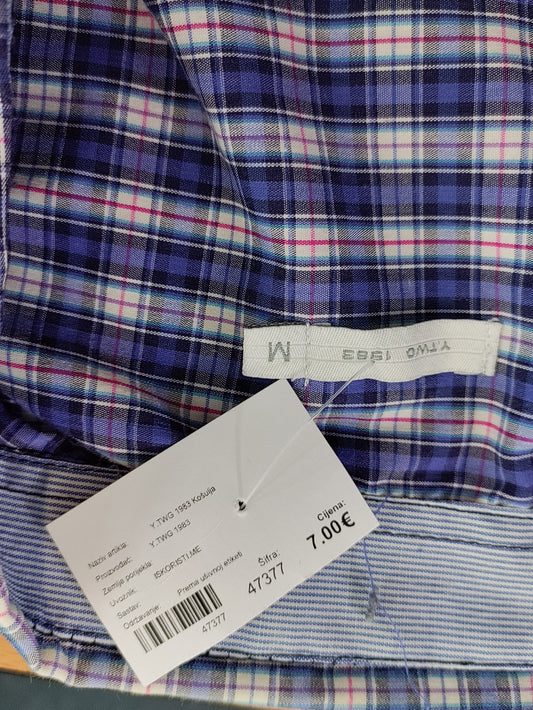 Y.TWG 1983
M
Naziv artikla: Y.TWG 1983 Košulja
Proizvođač: Y.TWG 1983
Zemlja porijekla:
Uvoznik: ISKORISTI.ME
Sastav:
Održavanje: Prema ušivnoj etiketi
47377
Šifra:
47377
Cijena:
7.00€